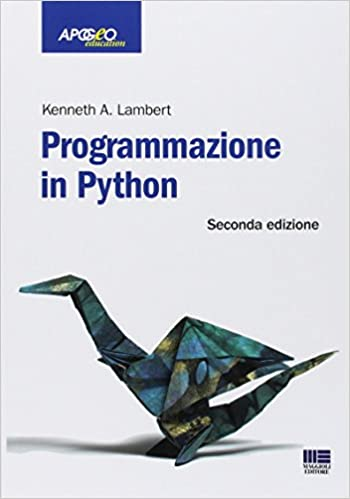 APOGEO
education
Kenneth A. Lambert
Programmazione
in Python
Seconda edizione
MAGGIOLI
EDITORE